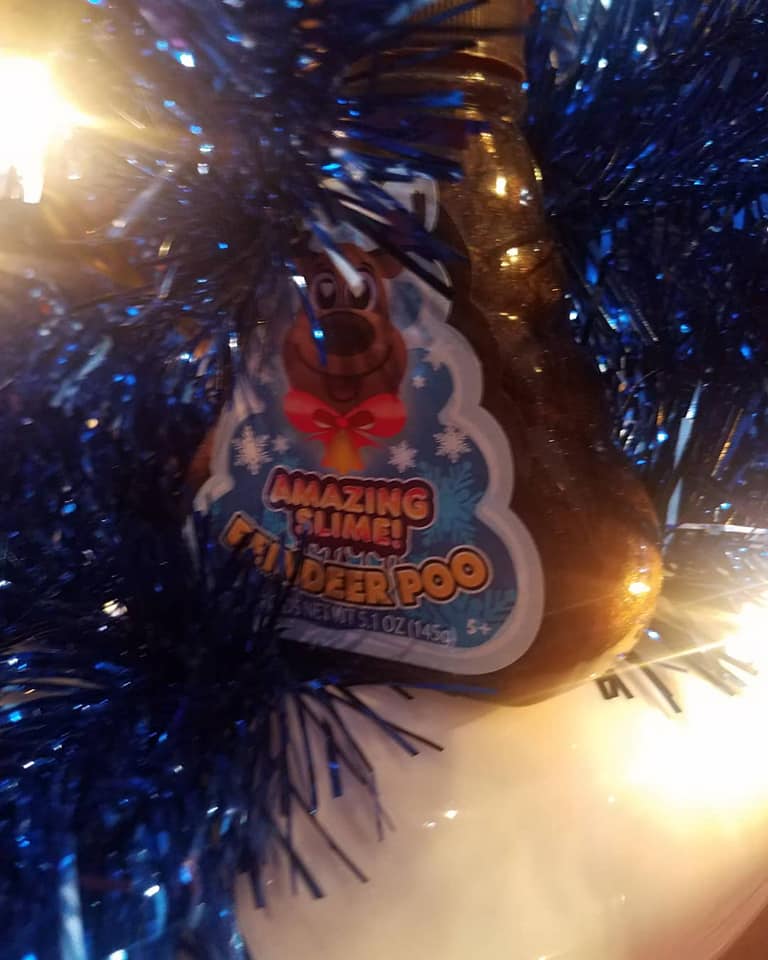 AMAZING
SLIME!
REINDEER POO
NET WT 5.1 OZ (145g) 5+